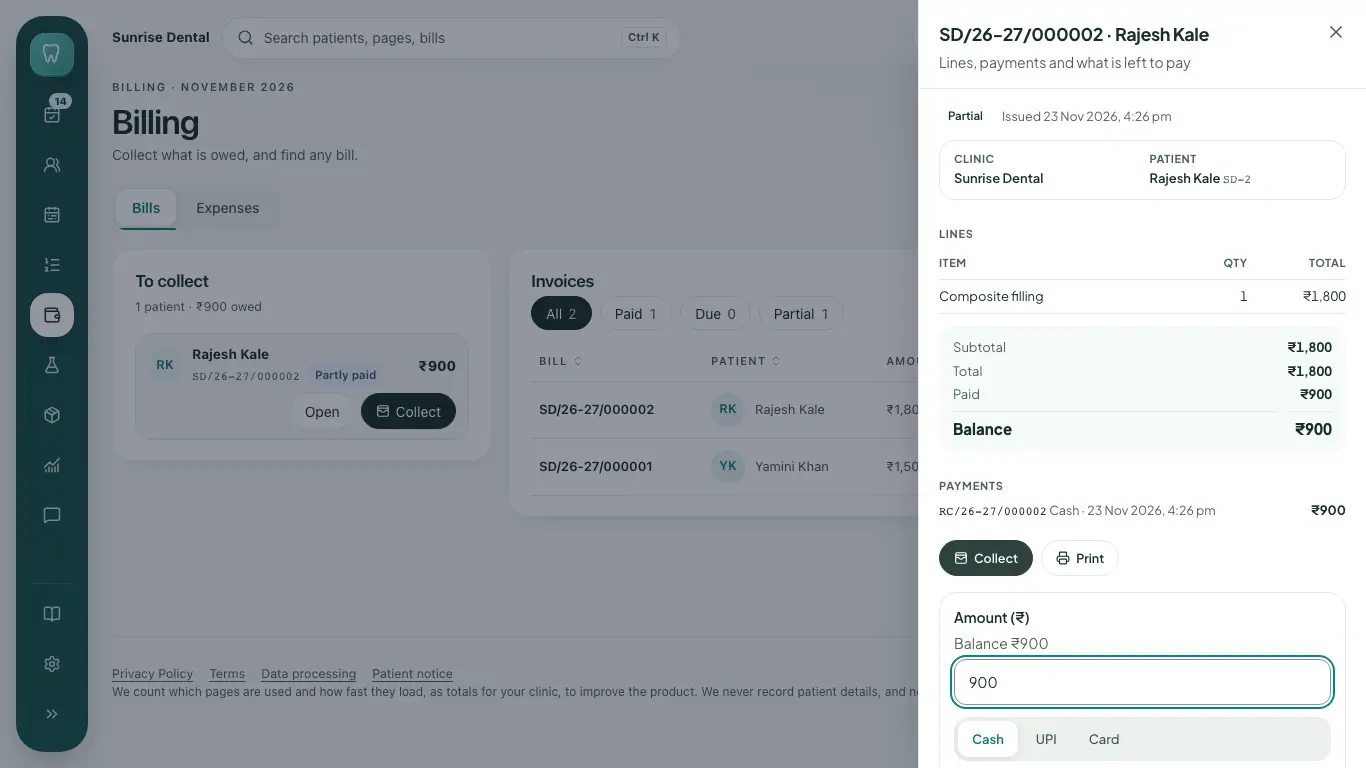 Sunrise Dental
Search patients, pages, bills
Ctrl K
14
BILLING · NOVEMBER 2026
Billing
Collect what is owed, and find any bill.
Bills
Expenses
To collect
1 patient · ₹900 owed
RK
Rajesh Kale
SD/26-27/000002
Partly paid
₹900
Open
Collect
Invoices
All 2
Paid 1
Due 0
Partial 1
BILL
PATIENT
SD/26-27/000002
RK
Rajesh Kale
SD/26-27/000001
YK
Yamini Khan
Privacy Policy
Terms
Data processing
Patient notice
We count which pages are used and how fast they load, as totals for your clinic, to improve the product. We never record patient details, and
SD/26-27/000002 · Rajesh Kale
Lines, payments and what is left to pay
Partial
Issued 23 Nov 2026, 4:26 pm
CLINIC
Sunrise Dental
PATIENT
Rajesh Kale SD-2
LINES
ITEM QTY TOTAL
Composite filling 1 ₹1,800
Subtotal ₹1,800
Total ₹1,800
Paid ₹900
Balance ₹900
PAYMENTS
RC/26-27/000002 Cash · 23 Nov 2026, 4:26 pm ₹900
Collect
Print
Amount (₹)
Balance ₹900
900
Cash
UPI
Card